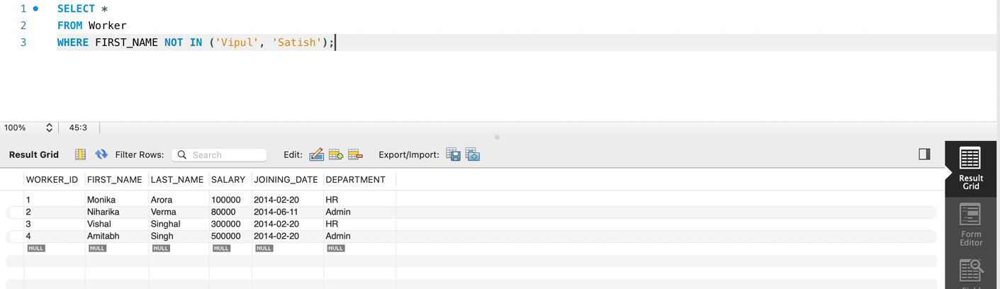 1 SELECT *
2 FROM Worker
3 WHERE FIRST_NAME NOT IN ('Vipul', 'Satish');
100% 45:3
Result Grid Filter Rows: Search Edit: Export/Import:
WORKER_ID FIRST_NAME LAST_NAME SALARY JOINING_DATE DEPARTMENT
1 Monika Arora 100000 2014-02-20 HR
2 Niharika Verma 80000 2014-06-11 Admin
3 Vishal Singhal 300000 2014-02-20 HR
4 Amitabh Singh 500000 2014-02-20 Admin
NULL NULL NULL NULL NULL NULL
Result
Grid
Form
Editor